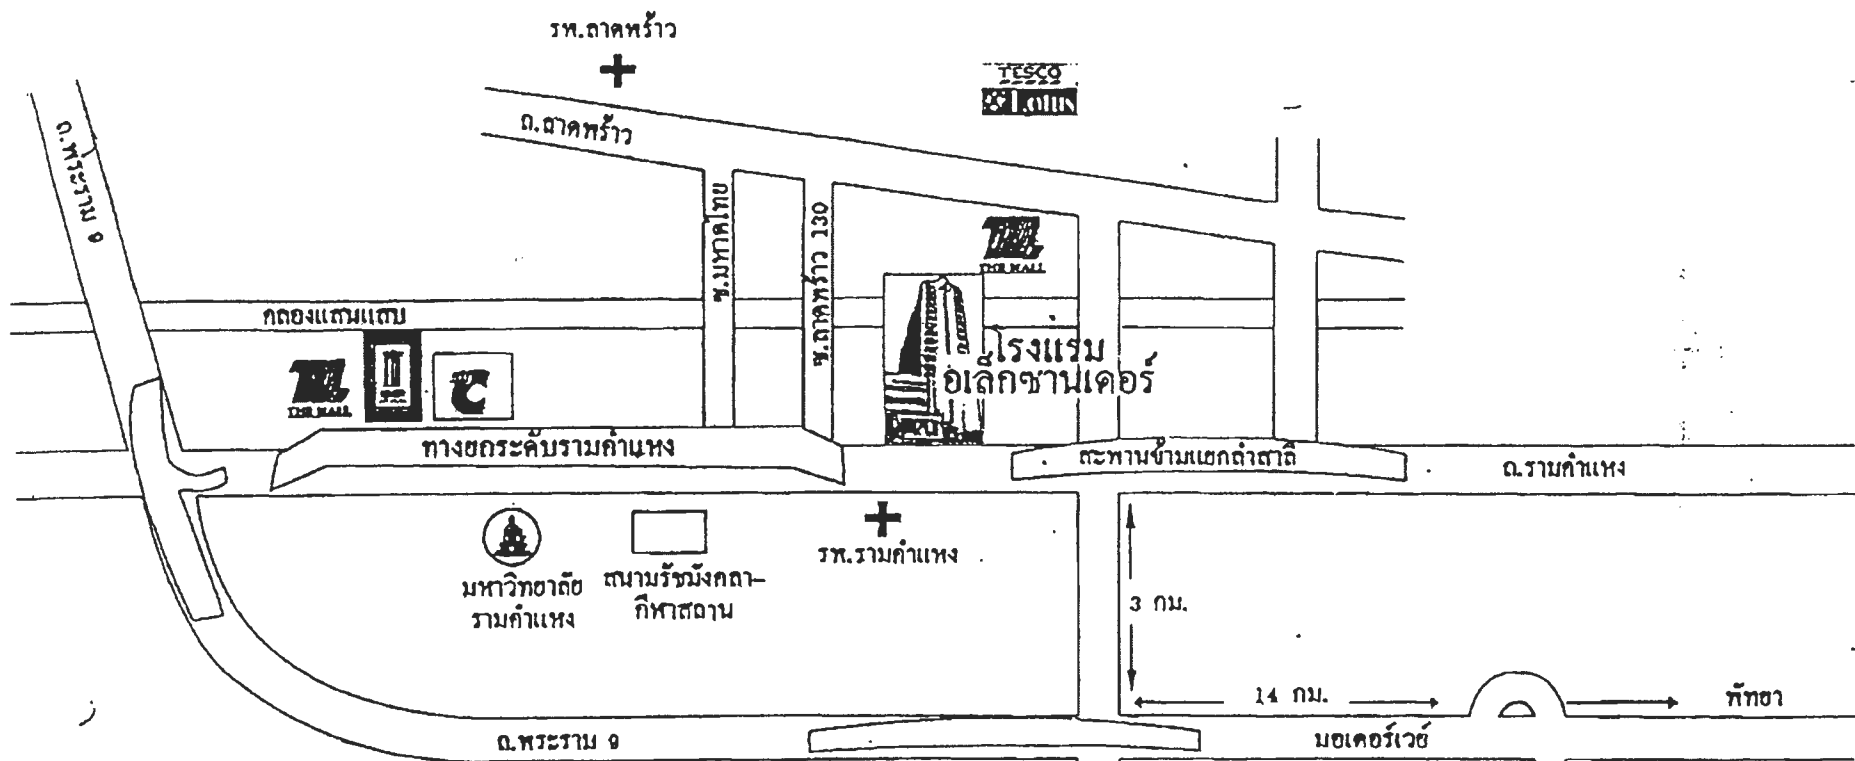 รพ.ลาดพร้าว
TESCO
Lotus
ถ.ลาดพร้าว
ถ.พระราม 9
ซ.มหาดไทย
ซ.ลาดพร้าว 130
THE MALL
คลองแสนแสบ
โรงแรม
อเล็กซานเดอร์
THE MALL
C
ทางยกระดับรามคำแหง
สะพานข้ามแยกลำสาลี
ถ.รามคำแหง
รพ.รามคำแหง
มหาวิทยาลัย
รามคำแหง
สนามรัชมังคลา-
กีฬาสถาน
3 กม.
14 กม.
พัทยา
ถ.พระราม 9
มอเตอร์เวย์